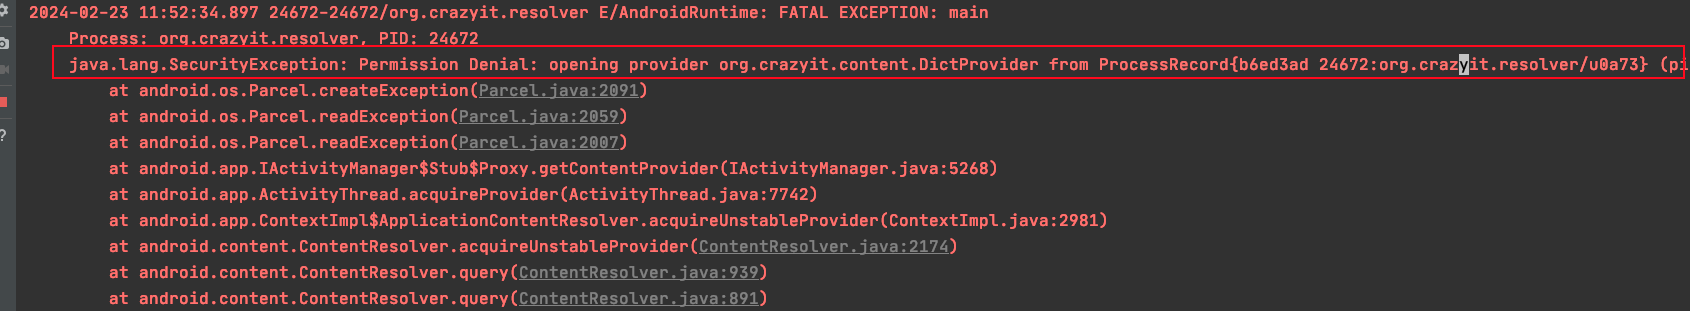 2024-02-23 11:52:34.897 24672-24672/org.crazyit.resolver E/AndroidRuntime: FATAL EXCEPTION: main
Process: org.crazyit.resolver, PID: 24672
java.lang.SecurityException: Permission Denial: opening provider org.crazyit.content.DictProvider from ProcessRecord{b6ed3ad 24672:org.crazyit.resolver/u0a73} (pi
at android.os.Parcel.createException(Parcel.java:2091)
at android.os.Parcel.readException(Parcel.java:2059)
at android.os.Parcel.readException(Parcel.java:2007)
at android.app.IActivityManager$Stub$Proxy.getContentProvider(IActivityManager.java:5268)
at android.app.ActivityThread.acquireProvider(ActivityThread.java:7742)
at android.app.ContextImpl$ApplicationContentResolver.acquireUnstableProvider(ContextImpl.java:2981)
at android.content.ContentResolver.acquireUnstableProvider(ContentResolver.java:2174)
at android.content.ContentResolver.query(ContentResolver.java:939)
at android.content.ContentResolver.query(ContentResolver.java:891)